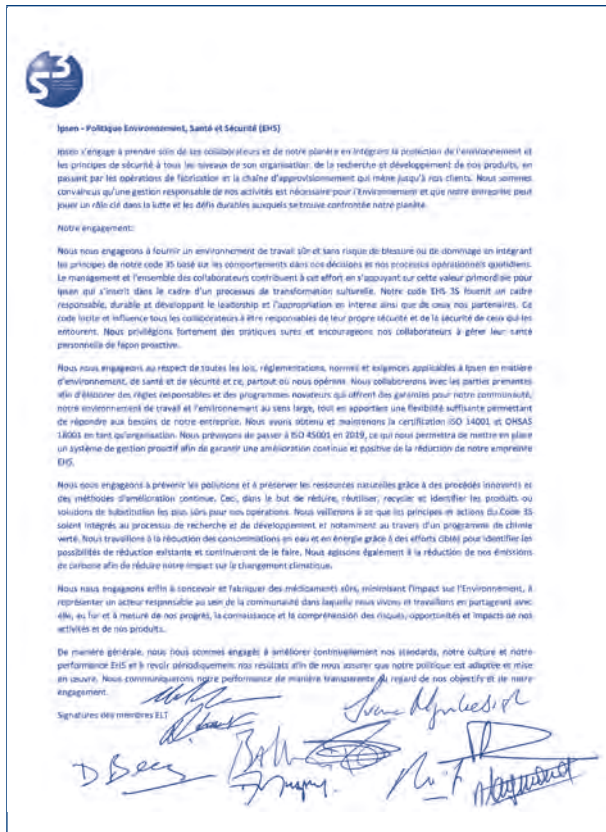 S3
Ipsen - Politique Environnement, Santé et Sécurité (EHS)
Ipsen s'engage à prendre soin de ses collaborateurs et de notre planète en intégrant la protection de l'environnement et
les principes de sécurité à tous les niveaux de son organisation: de la recherche et développement de nos produits, en
passant par les opérations de fabrication et la chaîne d'approvisionnement qui mène jusqu'à nos clients. Nous sommes
convaincus qu'une gestion responsable de nos activités est nécessaire pour l'Environnement et que notre entreprise peut
jouer un rôle clé dans la lutte et les défis durables auxquels se trouve confrontée notre planète.
Notre engagement:
Nous nous engageons à fournir un environnement de travail sûr et sans risque de blessure ou de dommage en intégrant
les principes de notre code 3S basé sur les comportements dans nos décisions et nos processus opérationnels quotidiens.
Le management et l'ensemble des collaborateurs contribuent à cet effort en s'appuyant sur cette valeur primordiale pour
Ipsen qui s'inscrit dans le cadre d'un processus de transformation culturelle. Notre code EHS 3S fournit un cadre
responsable, durable et développant le leadership et l'appropriation en interne ainsi que de ceux nos partenaires. Ce
code incite et influence tous les collaborateurs à être responsables de leur propre sécurité et de la sécurité de ceux qui les
entourent. Nous privilégions fortement des pratiques sures et encourageons nos collaborateurs à gérer leur santé
personnelle de façon proactive.
Nous nous engageons au respect de toutes les lois, réglementations, normes et exigences applicables à Ipsen en matière
d'environnement, de santé et de sécurité et ce, partout où nous opérons. Nous collaborerons avec les parties prenantes
afin d'élaborer des règles responsables et des programmes novateurs qui offrent des garanties pour notre communauté,
notre environnement de travail et l'environnement au sens large, tout en apportant une flexibilité suffisante permettant
de répondre aux besoins de notre entreprise. Nous avons obtenu et maintenons la certification ISO 14001 et OHSAS
18001 en tant qu'organisation. Nous prévoyons de passer à ISO 45001 en 2019, ce qui nous permettra de mettre en place
un système de gestion proactif afin de garantir une amélioration continue et positive de la réduction de notre empreinte
EHS.
Nous nous engageons à prévenir les pollutions et à préserver les ressources naturelles grâce à des procédés innovants et
des méthodes d'amélioration continue. Ceci, dans le but de réduire, réutiliser, recycler et identifier les produits ou
solutions de substitution les plus sûrs pour nos opérations. Nous veillerons à ce que les principes et actions du Code 3S
soient intégrés au processus de recherche et de développement et notamment au travers d'un programme de chimie
verte. Nous travaillons à la réduction des consommations en eau et en énergie grâce à des efforts ciblés pour identifier les
possibilités de réduction existante et continueront de le faire. Nous agissons également à la réduction de nos émissions
de carbone afin de réduire notre impact sur le changement climatique.
Nous nous engageons enfin à concevoir et fabriquer des médicaments sûrs, minimisant l'impact sur l'Environnement, à
représenter un acteur responsable au sein de la communauté dans laquelle nous vivons et travaillons en partageant avec
elle, au fur et à mesure de nos progrès, la connaissance et la compréhension des risques, opportunités et impacts de nos
activités et de nos produits.
De manière générale, nous nous sommes engagés à améliorer continuellement nos standards, notre culture et notre
performance EHS et à revoir périodiquement nos résultats afin de nous assurer que notre politique est adaptée et mise
en œuvre. Nous communiquerons notre performance de manière transparente au regard de nos objectifs et de notre
engagement.
Signatures des membres ELT
D Becq